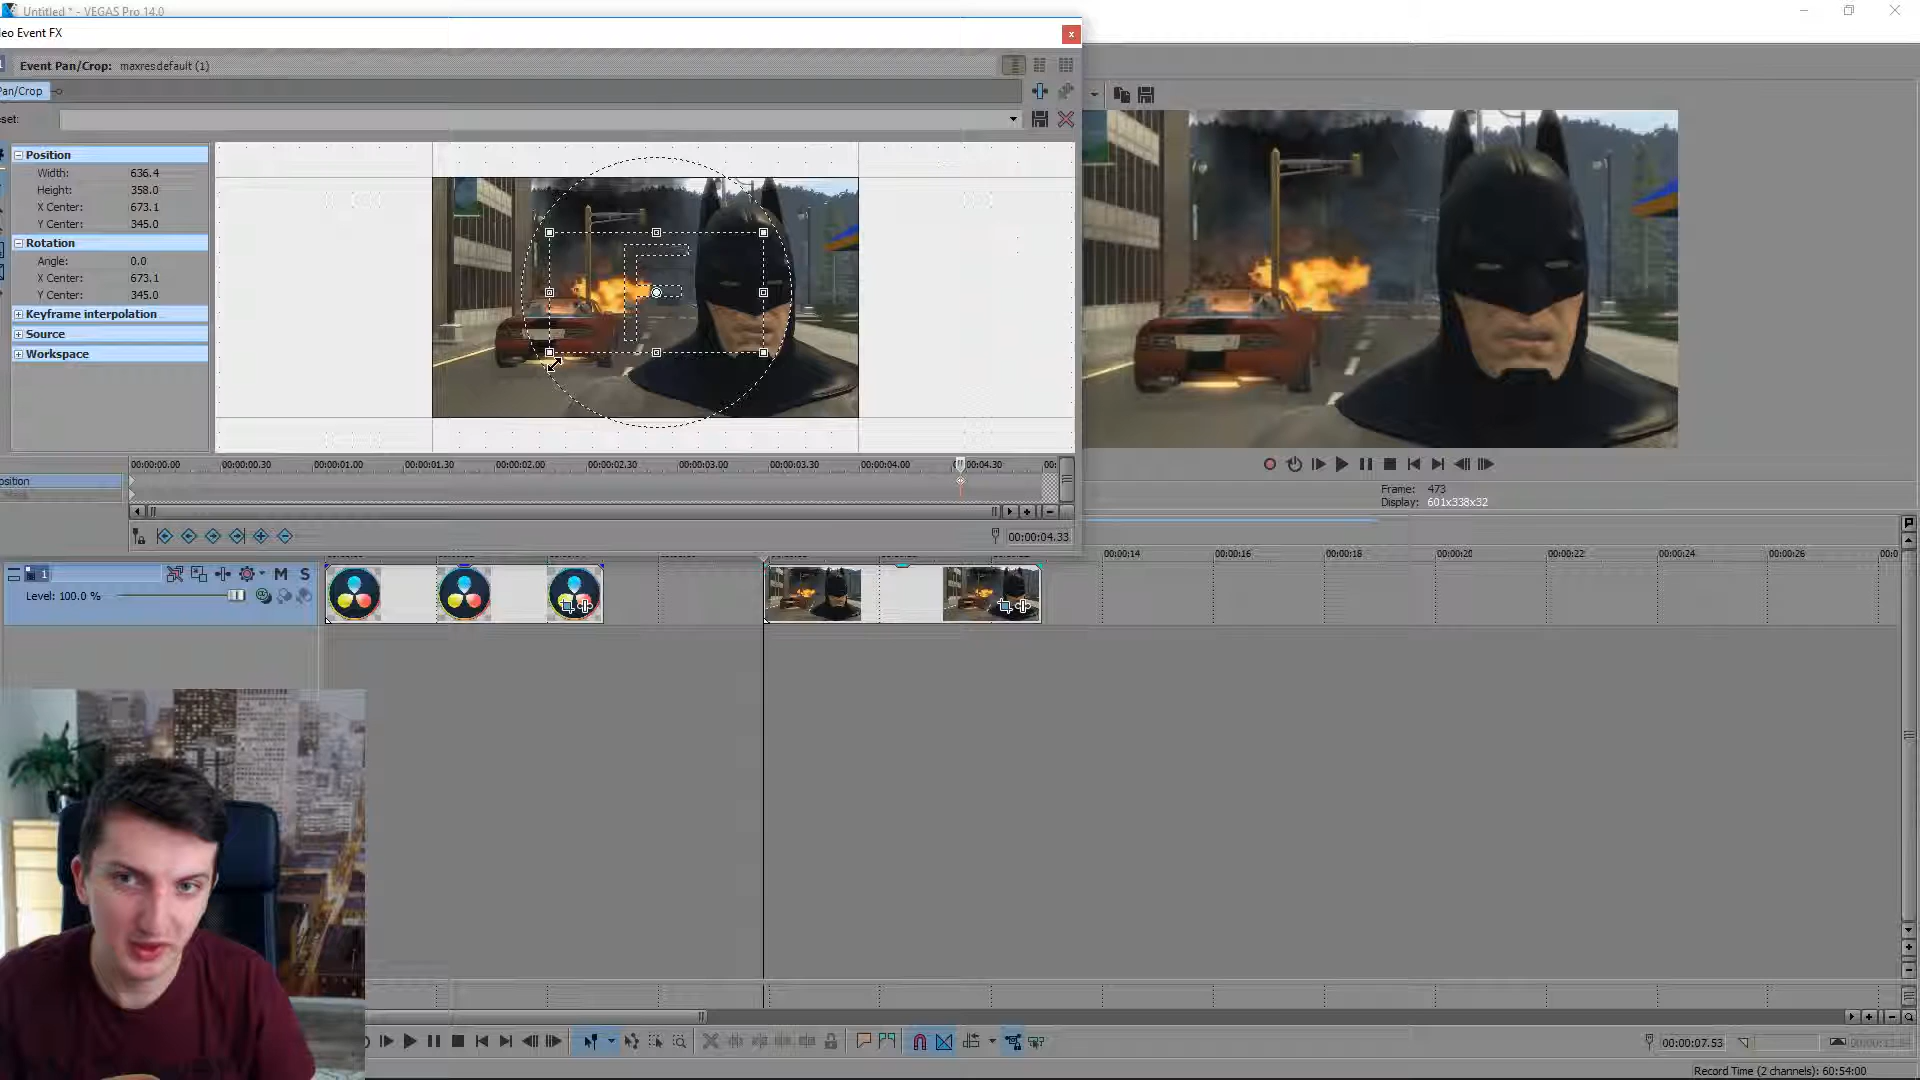 Untitled * - VEGAS Pro 14.0
eo Event FX
x
Event Pan/Crop: maxresdefault (1)
Pan/Crop
set:
Position
Width: 636.4
Height: 358.0
X Center: 673.1
Y Center: 345.0
Rotation
Angle: 0.0
X Center: 673.1
Y Center: 345.0
Keyframe interpolation
Source
Workspace
F
00:00:00.00 00:00:00.30 00:00:01.00 00:00:01.30 00:00:02.00 00:00:02.30 00:00:03.00 00:00:03.30 00:00:04.00 00:04.30 00:
osition
00:00:04.33
Frame: 473
Display: 601x338x32
00:00:14 00:00:16 00:00:18 00:00:20 00:00:22 00:00:24 00:00:26 00:0
1 M S
Level: 100.0 %
00:00:07.53
Record Time (2 channels): 60:54:00